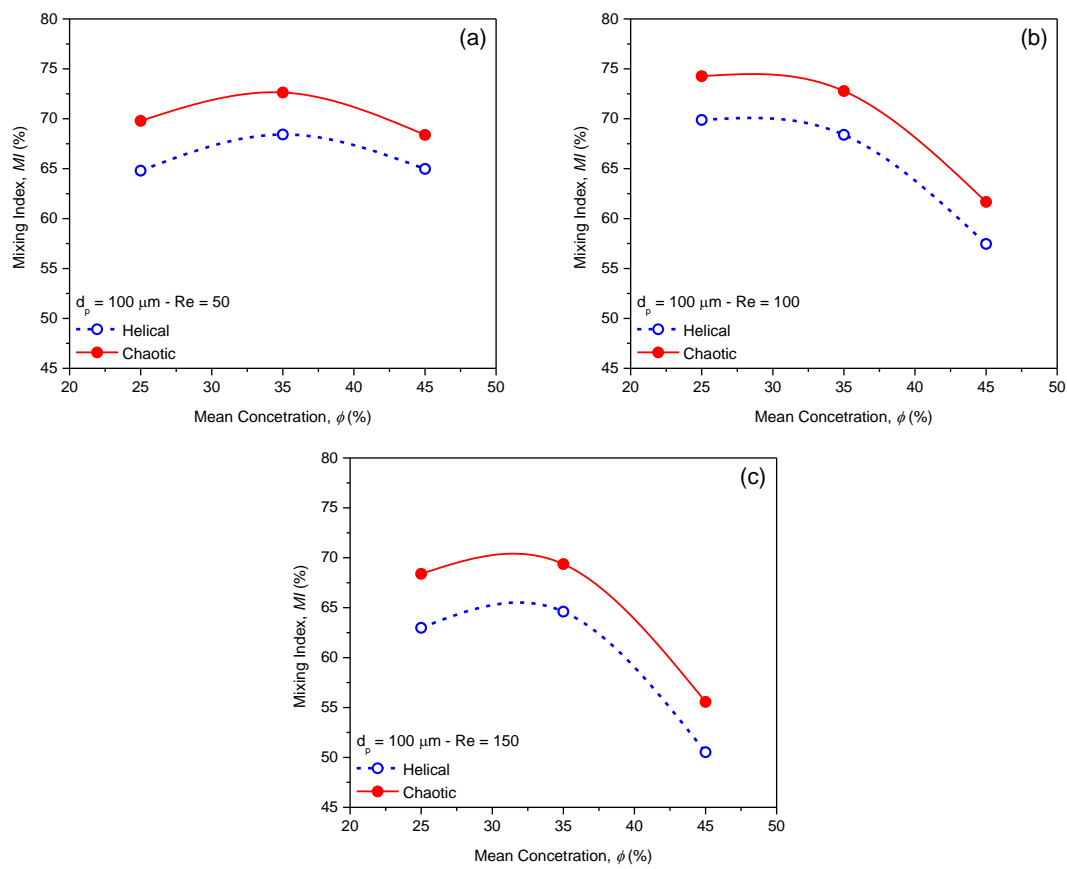 (a)
80
75
70
65
60
55
50
45
Mixing Index, MI (%)
d_p = 100 μm - Re = 50
Helical
Chaotic
20 25 30 35 40 45 50
Mean Concetration, ϕ (%)
(b)
80
75
70
65
60
55
50
45
Mixing Index, MI (%)
d_p = 100 μm - Re = 100
Helical
Chaotic
20 25 30 35 40 45 50
Mean Concetration, ϕ (%)
(c)
80
75
70
65
60
55
50
45
Mixing Index, MI (%)
d_p = 100 μm - Re = 150
Helical
Chaotic
20 25 30 35 40 45 50
Mean Concetration, ϕ (%)